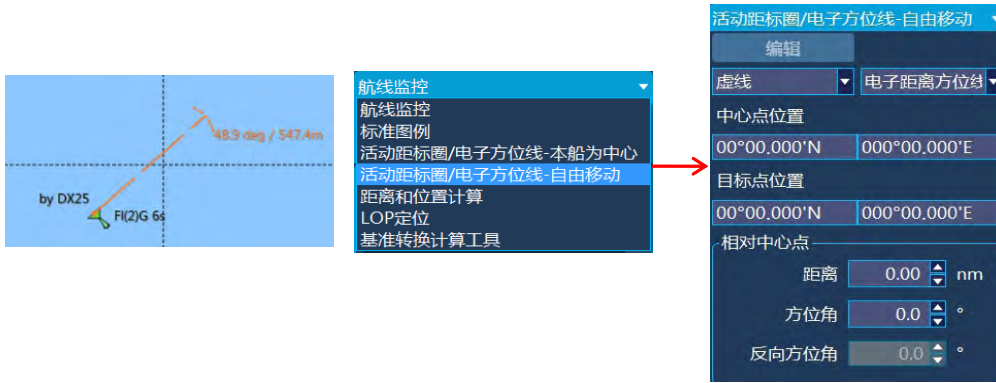 48.9 deg / 547.4m
by DX25
Fl(2)G 6s
航线监控
航线监控
标准图例
活动距标圈/电子方位线-本船为中心
活动距标圈/电子方位线-自由移动
距离和位置计算
LOP定位
基准转换计算工具
活动距标圈/电子方位线-自由移动
编辑
虚线
电子距离方位线
中心点位置
00°00.000'N
000°00.000'E
目标点位置
00°00.000'N
000°00.000'E
相对中心点
距离
0.00
nm
方位角
0.0
°
反向方位角
0.0
°